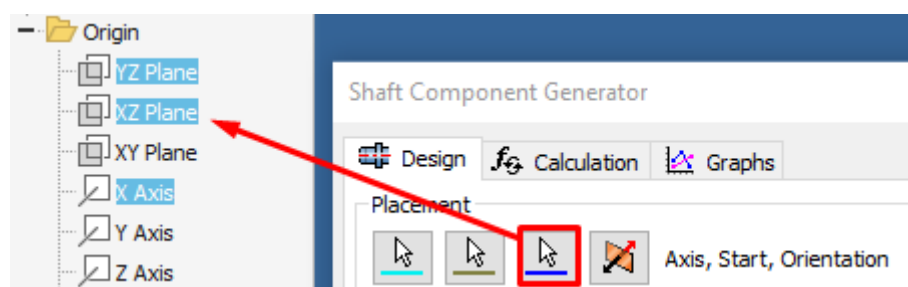 Origin
YZ Plane
XZ Plane
XY Plane
X Axis
Y Axis
Z Axis
Shaft Component Generator
Design
fG Calculation
Graphs
Placement
Axis, Start, Orientation